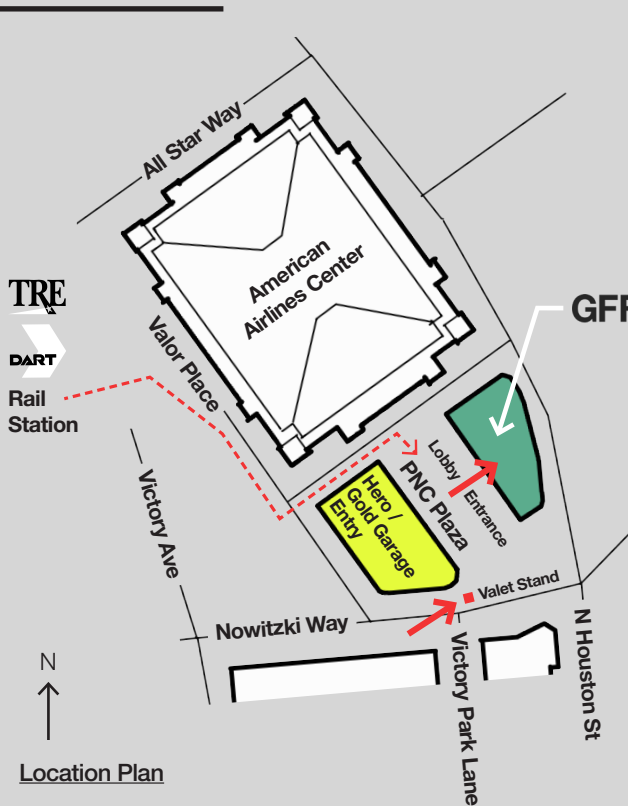 All Star Way
American
Airlines Center
TRE
DART
Rail
Station
Valor Place
GFF
Lobby
Entrance
PNC Plaza
Hero /
Gold Garage
Entry
Victory Ave
Valet Stand
Nowitzki Way
N Houston St
Victory Park Lane
N
Location Plan